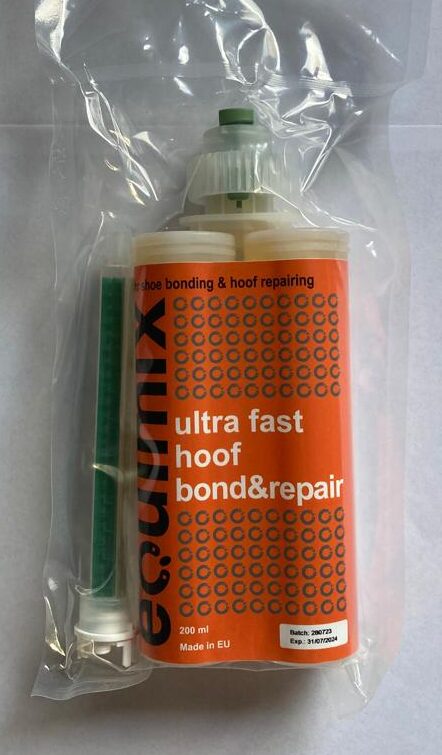 shoe bonding & hoof repairing
ultra fast
hoof
bond&repair
200 ml
Made in EU
Batch: 280723
Exp.: 31/07/2024